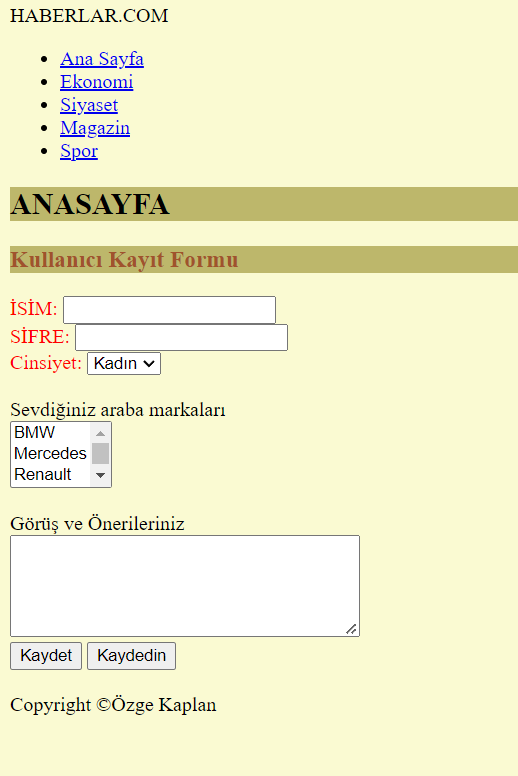 HABERLAR.COM
Ana Sayfa
Ekonomi
Siyaset
Magazin
Spor
ANASAYFA
Kullanıcı Kayıt Formu
İSİM:
SİFRE:
Cinsiyet: Kadın
Sevdiğiniz araba markaları
BMW
Mercedes
Renault
Görüş ve Önerileriniz
Kaydet Kaydedin
Copyright ©Özge Kaplan